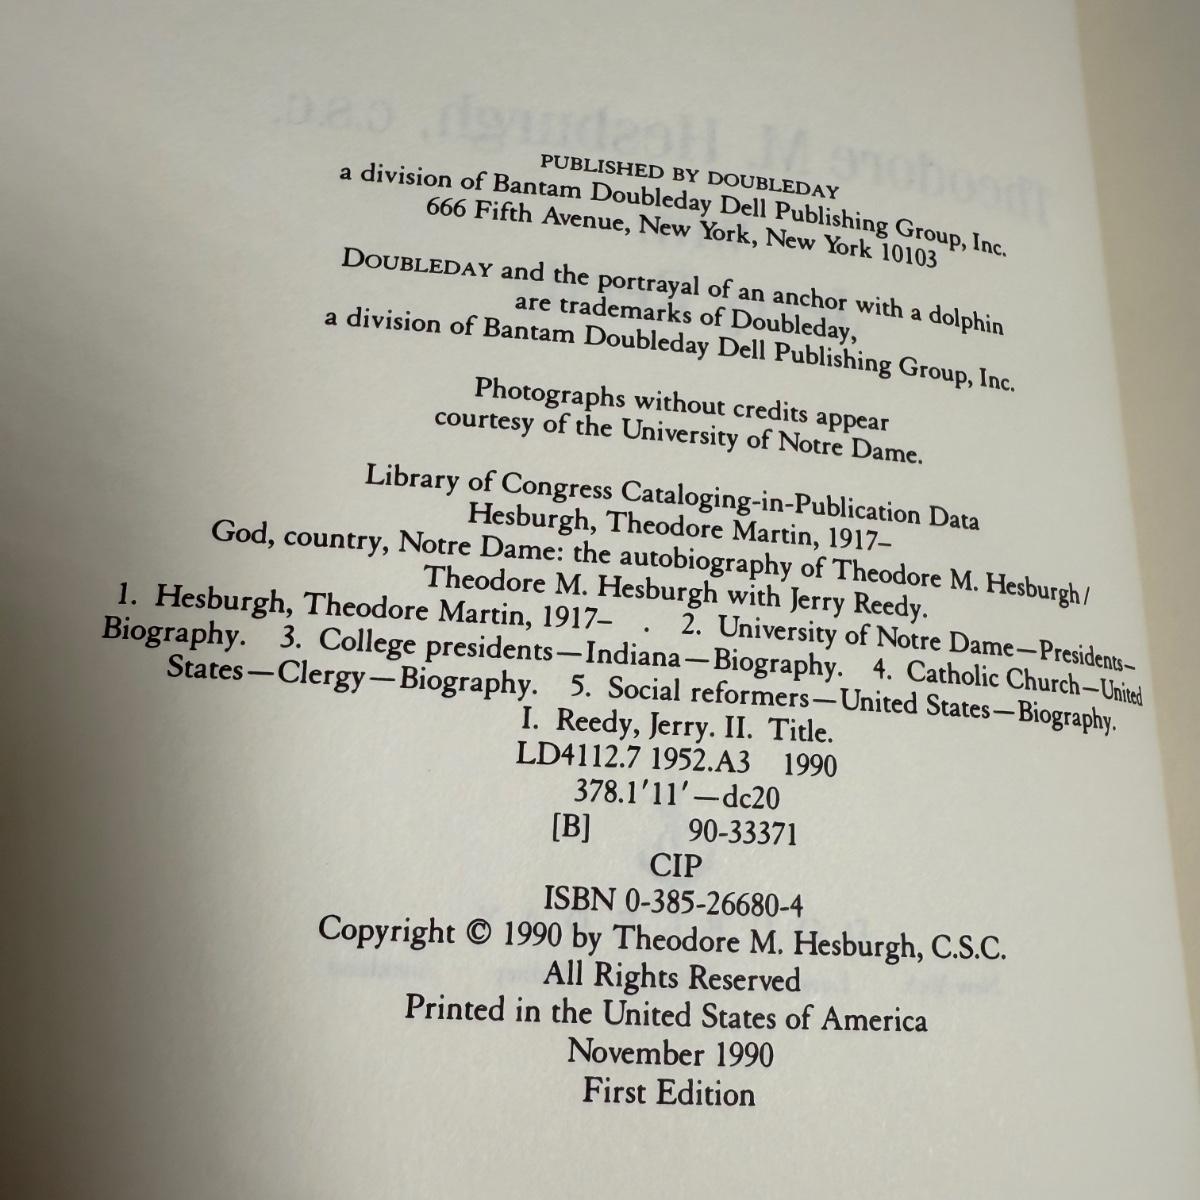 PUBLISHED BY DOUBLEDAY
a division of Bantam Doubleday Dell Publishing Group, Inc.
666 Fifth Avenue, New York, New York 10103
DOUBLEDAY and the portrayal of an anchor with a dolphin
are trademarks of Doubleday,
a division of Bantam Doubleday Dell Publishing Group, Inc.
Photographs without credits appear
courtesy of the University of Notre Dame.
Library of Congress Cataloging-in-Publication Data
Hesburgh, Theodore Martin, 1917–
God, country, Notre Dame: the autobiography of Theodore M. Hesburgh/
Theodore M. Hesburgh with Jerry Reedy.
1. Hesburgh, Theodore Martin, 1917– . 2. University of Notre Dame—Presidents–
Biography. 3. College presidents—Indiana—Biography. 4. Catholic Church—United
States—Clergy—Biography. 5. Social reformers—United States—Biography.
I. Reedy, Jerry. II. Title.
LD4112.7 1952.A3 1990
378.1′11′—dc20
[B] 90-33371
CIP
ISBN 0-385-26680-4
Copyright © 1990 by Theodore M. Hesburgh, C.S.C.
All Rights Reserved
Printed in the United States of America
November 1990
First Edition